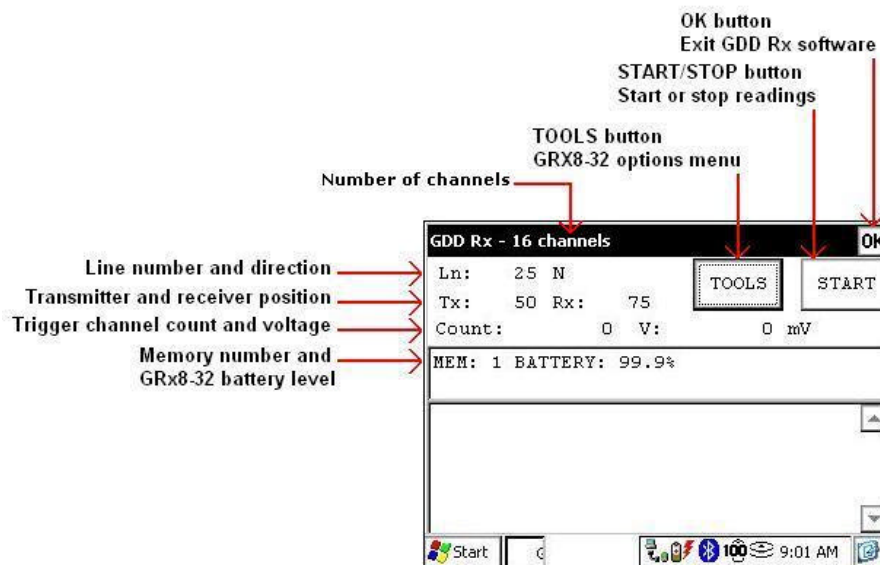 OK button
Exit GDD Rx software
START/STOP button
Start or stop readings
TOOLS button
GRX8-32 options menu
Number of channels
GDD Rx - 16 channels OK
Line number and direction
Ln: 25 N
TOOLS
START
Transmitter and receiver position
Tx: 50 Rx: 75
Trigger channel count and voltage
Count: 0 V: 0 mV
Memory number and
GRx8-32 battery level
MEM: 1 BATTERY: 99.9%
Start
100 9:01 AM